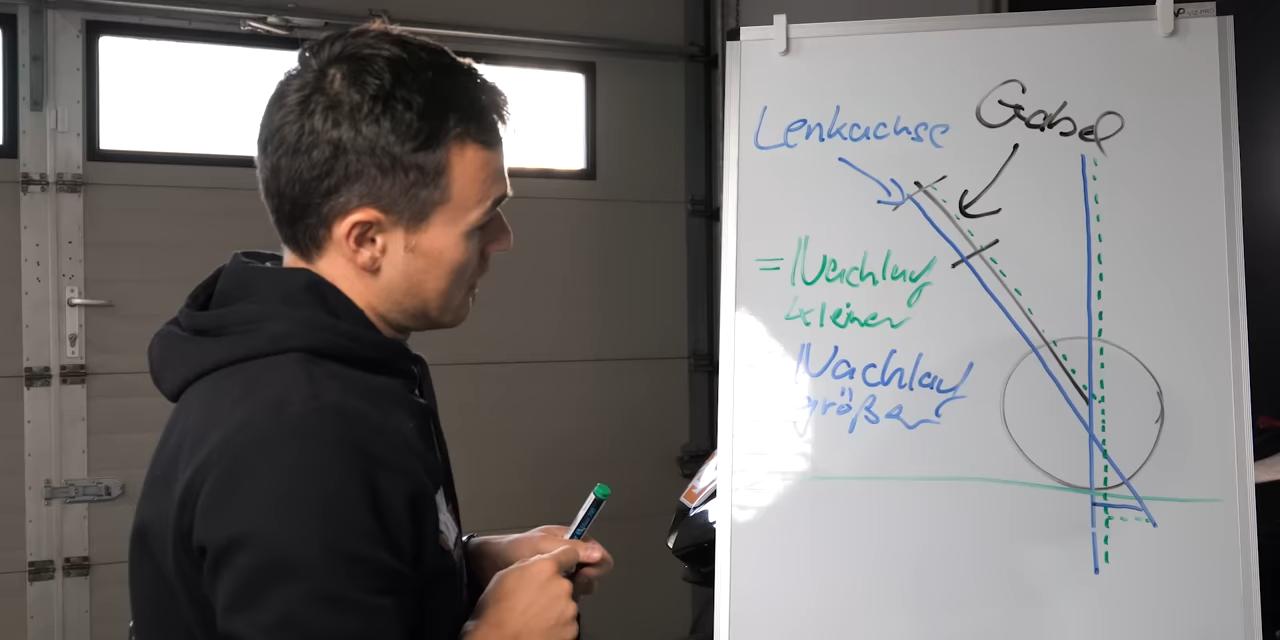 Lenkachse
Gabel
= Nachlauf
kleiner
Nachlauf
größer